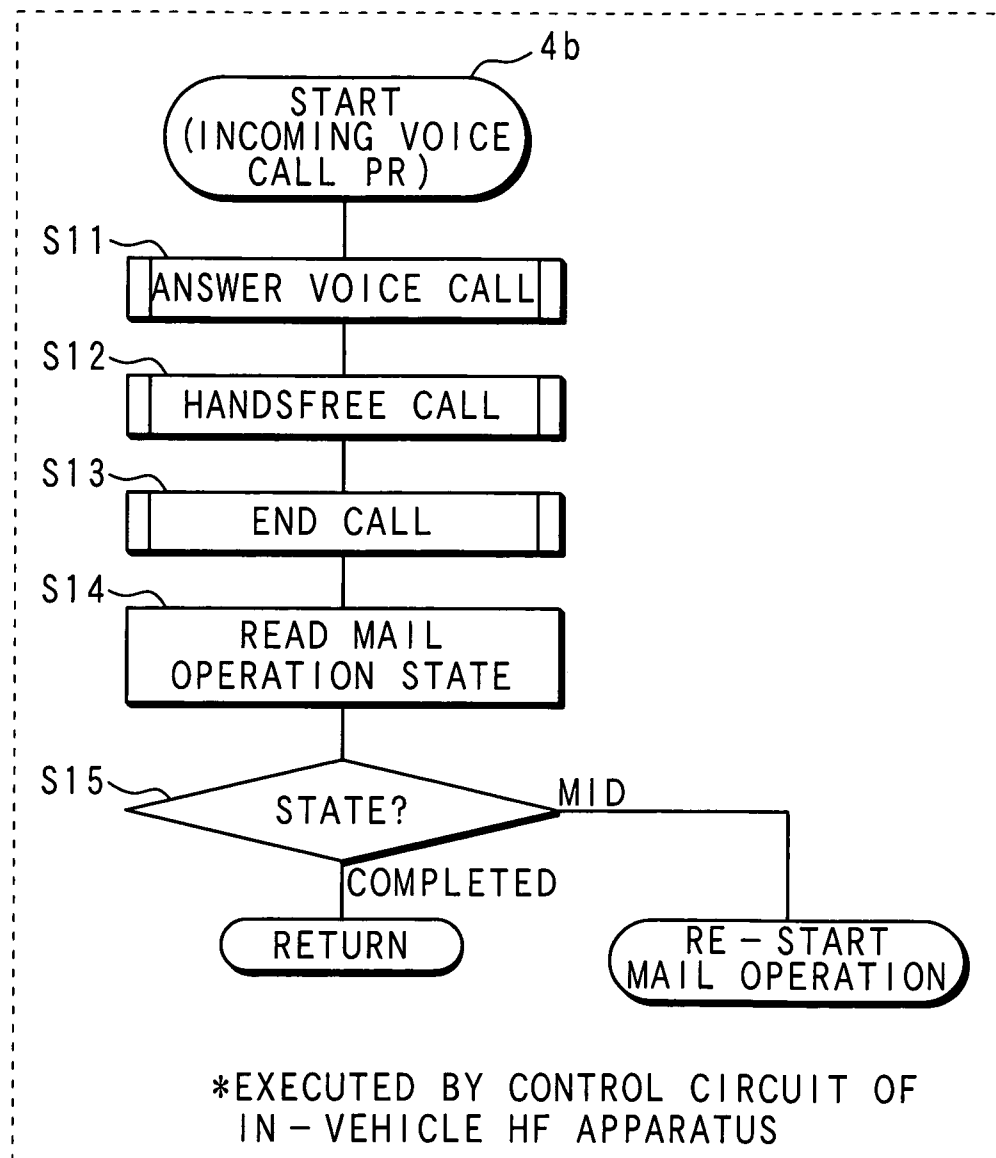 4b
START
(INCOMING VOICE
CALL PR)
S11
ANSWER VOICE CALL
S12
HANDSFREE CALL
S13
END CALL
S14
READ MAIL
OPERATION STATE
S15
STATE?
MID
COMPLETED
RETURN
RE-START
MAIL OPERATION
*EXECUTED BY CONTROL CIRCUIT OF
IN-VEHICLE HF APPARATUS